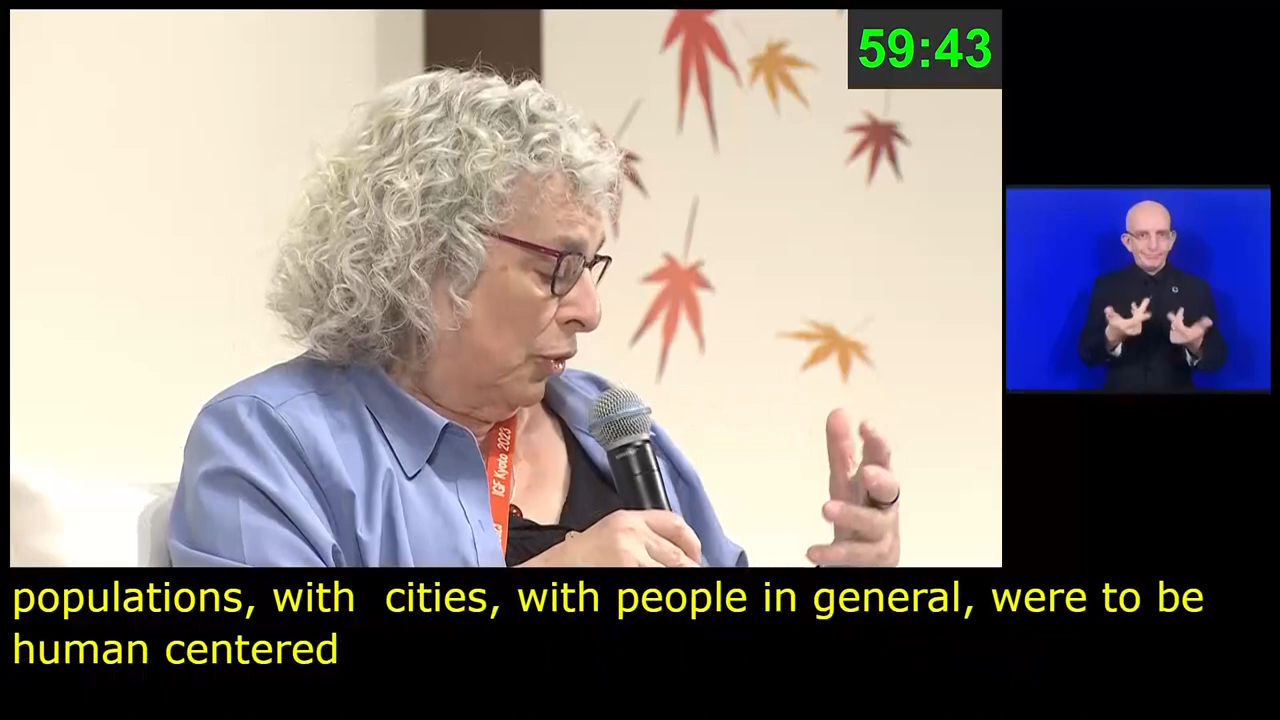 59:43
IGF Kyoto 2023
populations, with  cities, with people in general, were to be
human centered